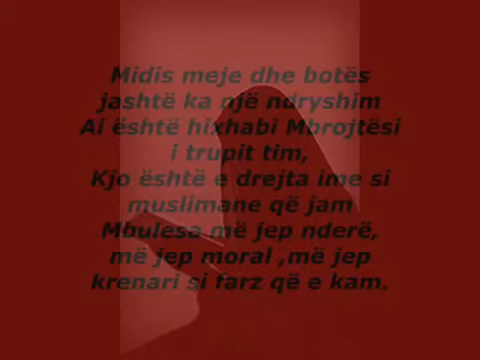 Midis meje dhe botës
jashtë ka një ndryshim
Ai është hixhabi Mbrojtësi
i trupit tim,
Kjo është e drejta ime si
muslimane që jam
Mbulesa më jep nderë,
më jep moral ,më jep
krenari si farz që e kam.